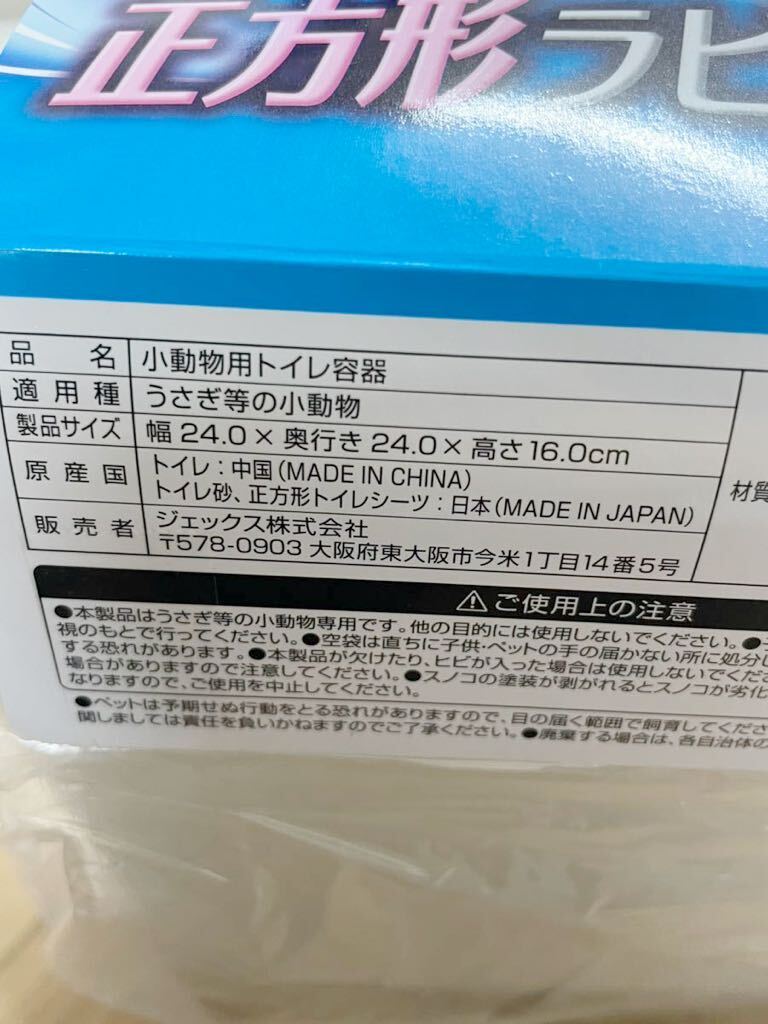 正方形ラビ
品名 小動物用トイレ容器
適用種 うさぎ等の小動物
製品サイズ 幅24.0×奥行き24.0×高さ16.0cm
原産国 トイレ：中国(MADE IN CHINA)
トイレ砂、正方形トイレシーツ：日本(MADE IN JAPAN)
販売者 ジェックス株式会社
〒578-0903 大阪府東大阪市今米1丁目14番5号
材質
⚠ご使用上の注意
●本製品はうさぎ等の小動物専用です。他の目的には使用しないでください。●
視のもとで行ってください。●空袋は直ちに子供・ペットの手の届かない所に処分し
する恐れがあります。●本製品が欠けたり、ヒビが入った場合は使用しないでくださ
場合がありますので注意してください。●スノコの塗装が剥がれるとスノコが劣化
なりますので、ご使用を中止してください。
●ペットは予期せぬ行動をとる恐れがありますので、目の届く範囲で飼育してくださ
関しましては責任を負いかねますのでご了承ください。●廃棄する場合は、各自治体の